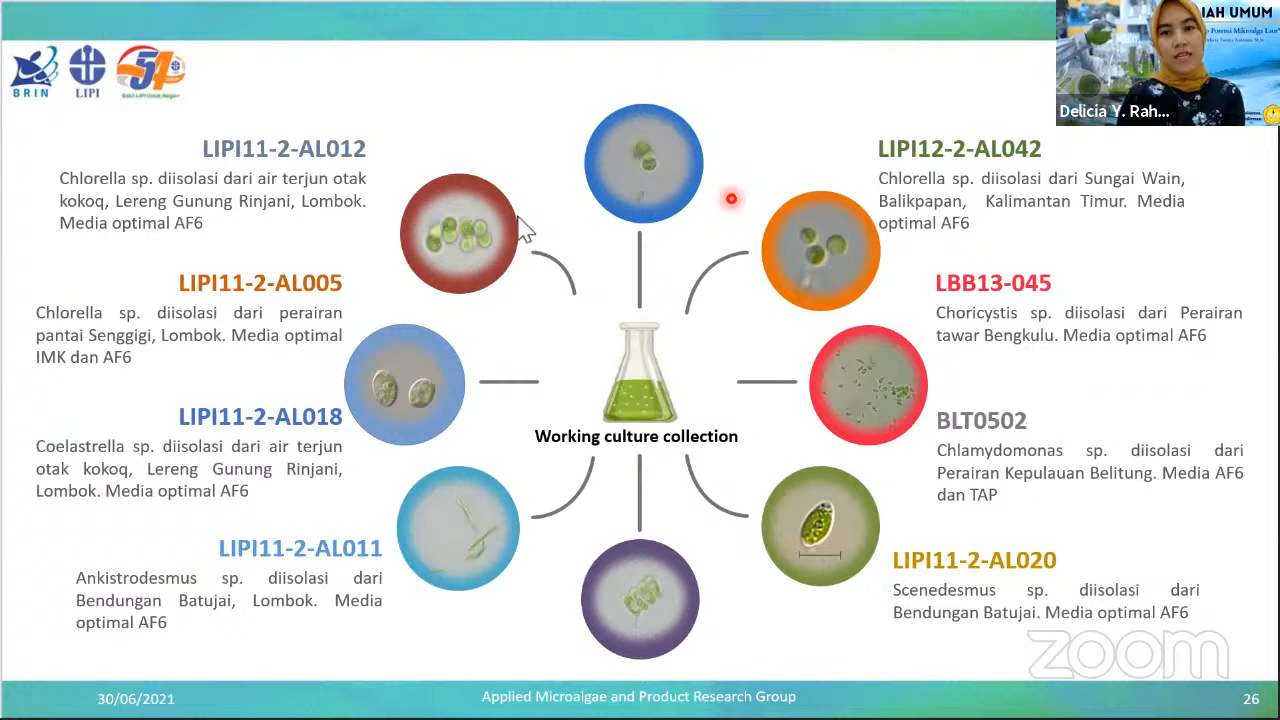 IAH UMUM
Potensi Mikroalga Laut"
Delicia Y. Rah...
BRIN
LIPI
LIPI11-2-AL012
Chlorella sp. diisolasi dari air terjun otak
kokoq, Lereng Gunung Rinjani, Lombok.
Media optimal AF6
LIPI11-2-AL005
Chlorella sp. diisolasi dari perairan
pantai Senggigi, Lombok. Media optimal
IMK dan AF6
LIPI11-2-AL018
Coelastrella sp. diisolasi dari air terjun
otak kokoq, Lereng Gunung Rinjani,
Lombok. Media optimal AF6
LIPI11-2-AL011
Ankistrodesmus sp. diisolasi dari
Bendungan Batujai, Lombok. Media
optimal AF6
Working culture collection
LIPI12-2-AL042
Chlorella sp. diisolasi dari Sungai Wain,
Balikpapan, Kalimantan Timur. Media
optimal AF6
LBB13-045
Choricystis sp. diisolasi dari Perairan
tawar Bengkulu. Media optimal AF6
BLT0502
Chlamydomonas sp. diisolasi dari
Perairan Kepulauan Belitung. Media AF6
dan TAP
LIPI11-2-AL020
Scenedesmus sp. diisolasi dari
Bendungan Batujai. Media optimal AF6
zoom
30/06/2021
Applied Microalgae and Product Research Group
26